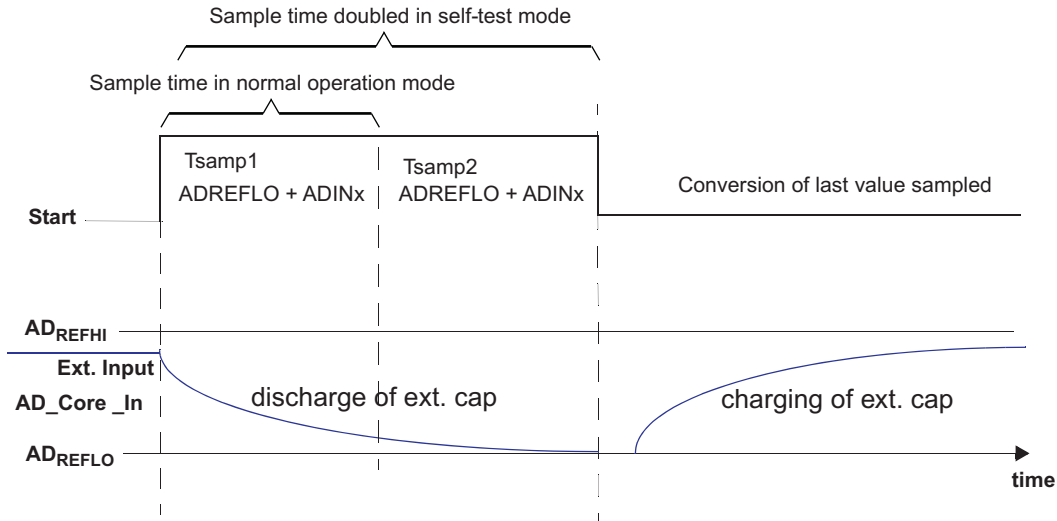 Sample time doubled in self-test mode
Sample time in normal operation mode
Tsamp1
ADREFLO + ADINx
Tsamp2
ADREFLO + ADINx
Conversion of last value sampled
Start
ADREFHI
Ext. Input
AD_Core _In
discharge of ext. cap
charging of ext. cap
ADREFLO
time